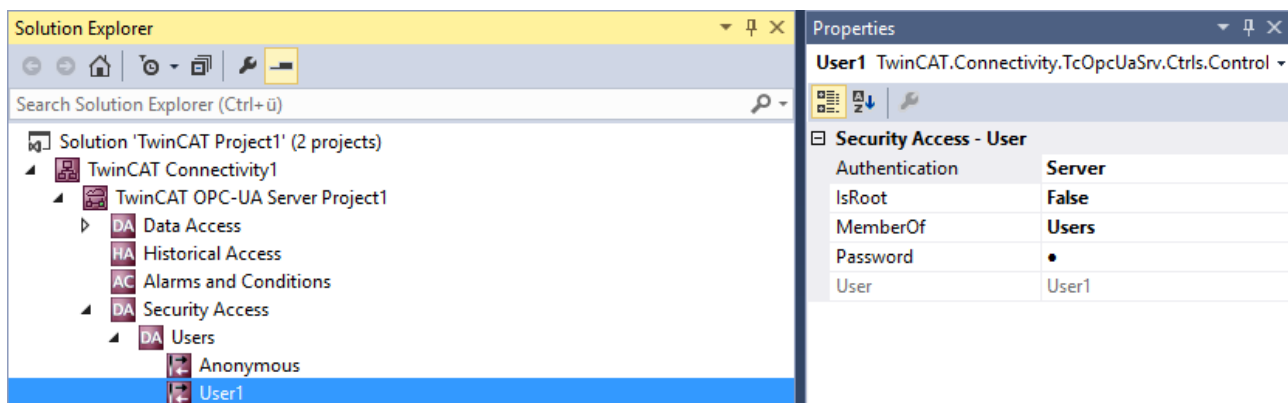 Solution Explorer
Search Solution Explorer (Ctrl+ü)
Solution 'TwinCAT Project1' (2 projects)
TwinCAT Connectivity1
TwinCAT OPC-UA Server Project1
DA Data Access
HA Historical Access
AC Alarms and Conditions
DA Security Access
DA Users
Anonymous
User1
Properties
User1 TwinCAT.Connectivity.TcOpcUaSrv.Ctrls.Control
Security Access - User
Authentication Server
IsRoot False
MemberOf Users
Password ●
User User1